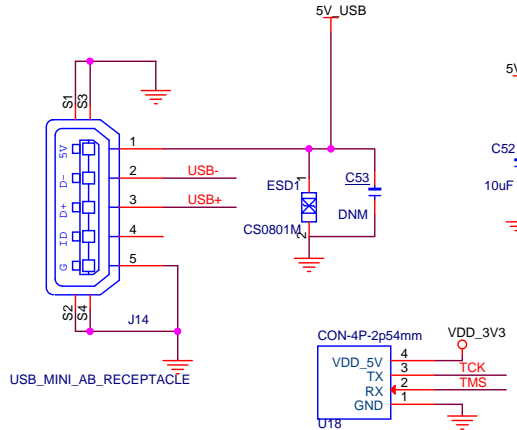 5V_USB
S1
S3
5V
1
5V
D-
2
USB-
D+
3
USB+
ID
4
G
5
S2
S4
J14
USB_MINI_AB_RECEPTACLE
ESD1
1
2
CS0801M
C53
DNM
C52
10uF
CON-4P-2p54mm
VDD_3V3
VDD_5V
4
TX
3
TCK
RX
2
TMS
GND
1
U18